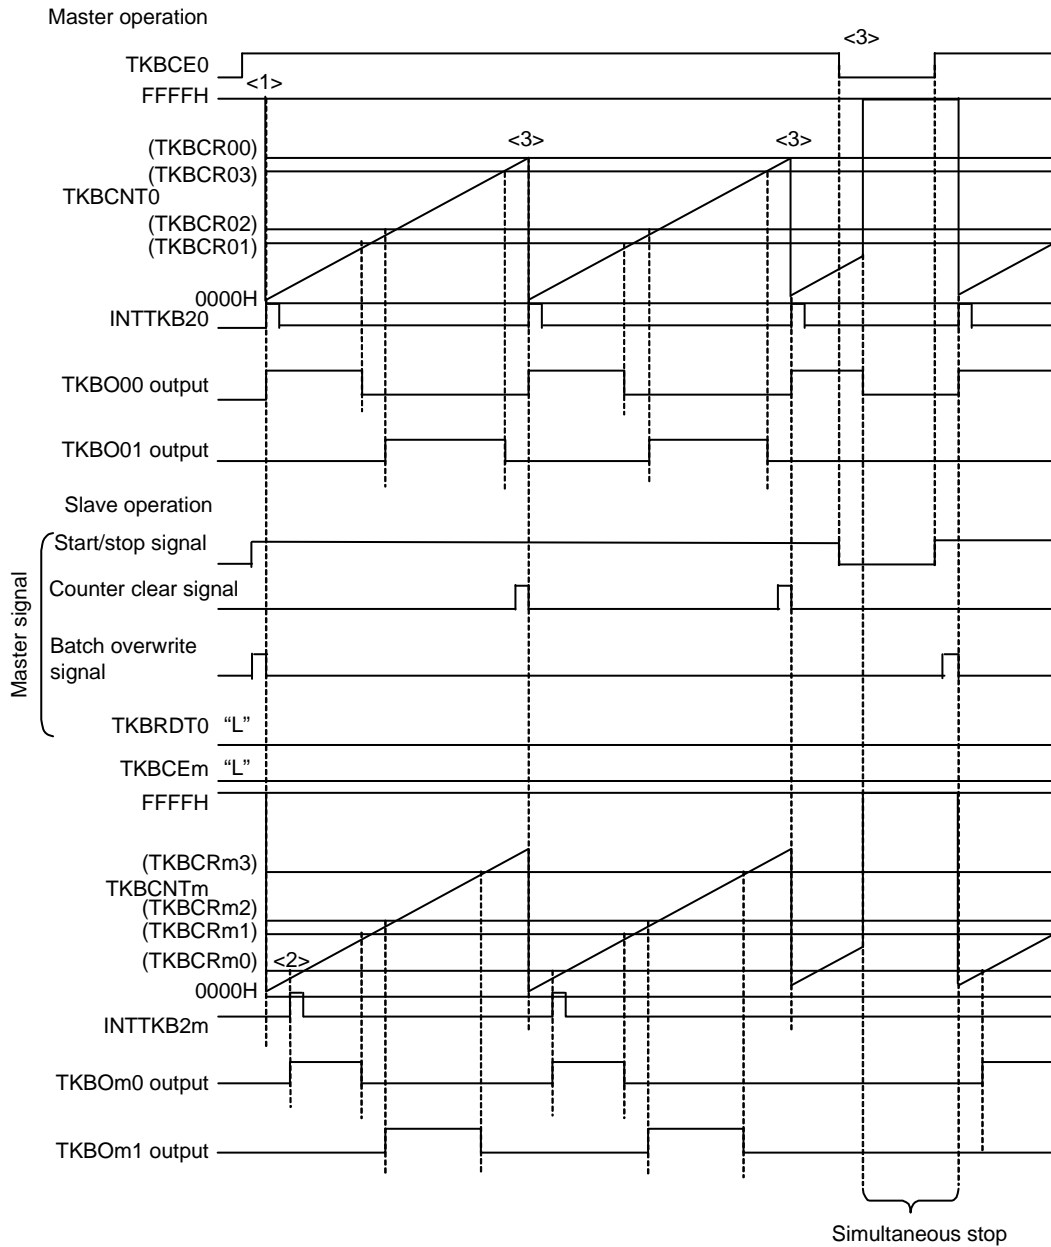 Master operation
<3>
TKBCE0
<1>
FFFFH
<3>
<3>
(TKBCR00)
(TKBCR03)
TKBCNT0
(TKBCR02)
(TKBCR01)
0000H
INTTKB20
TKBO00 output
TKBO01 output
Slave operation
Master signal
Start/stop signal
Counter clear signal
Batch overwrite
signal
TKBRDT0 “L”
TKBCEm “L”
FFFFH
(TKBCRm3)
TKBCNTm
(TKBCRm2)
(TKBCRm1)
(TKBCRm0) <2>
0000H
INTTKB2m
TKBOm0 output
TKBOm1 output
Simultaneous stop